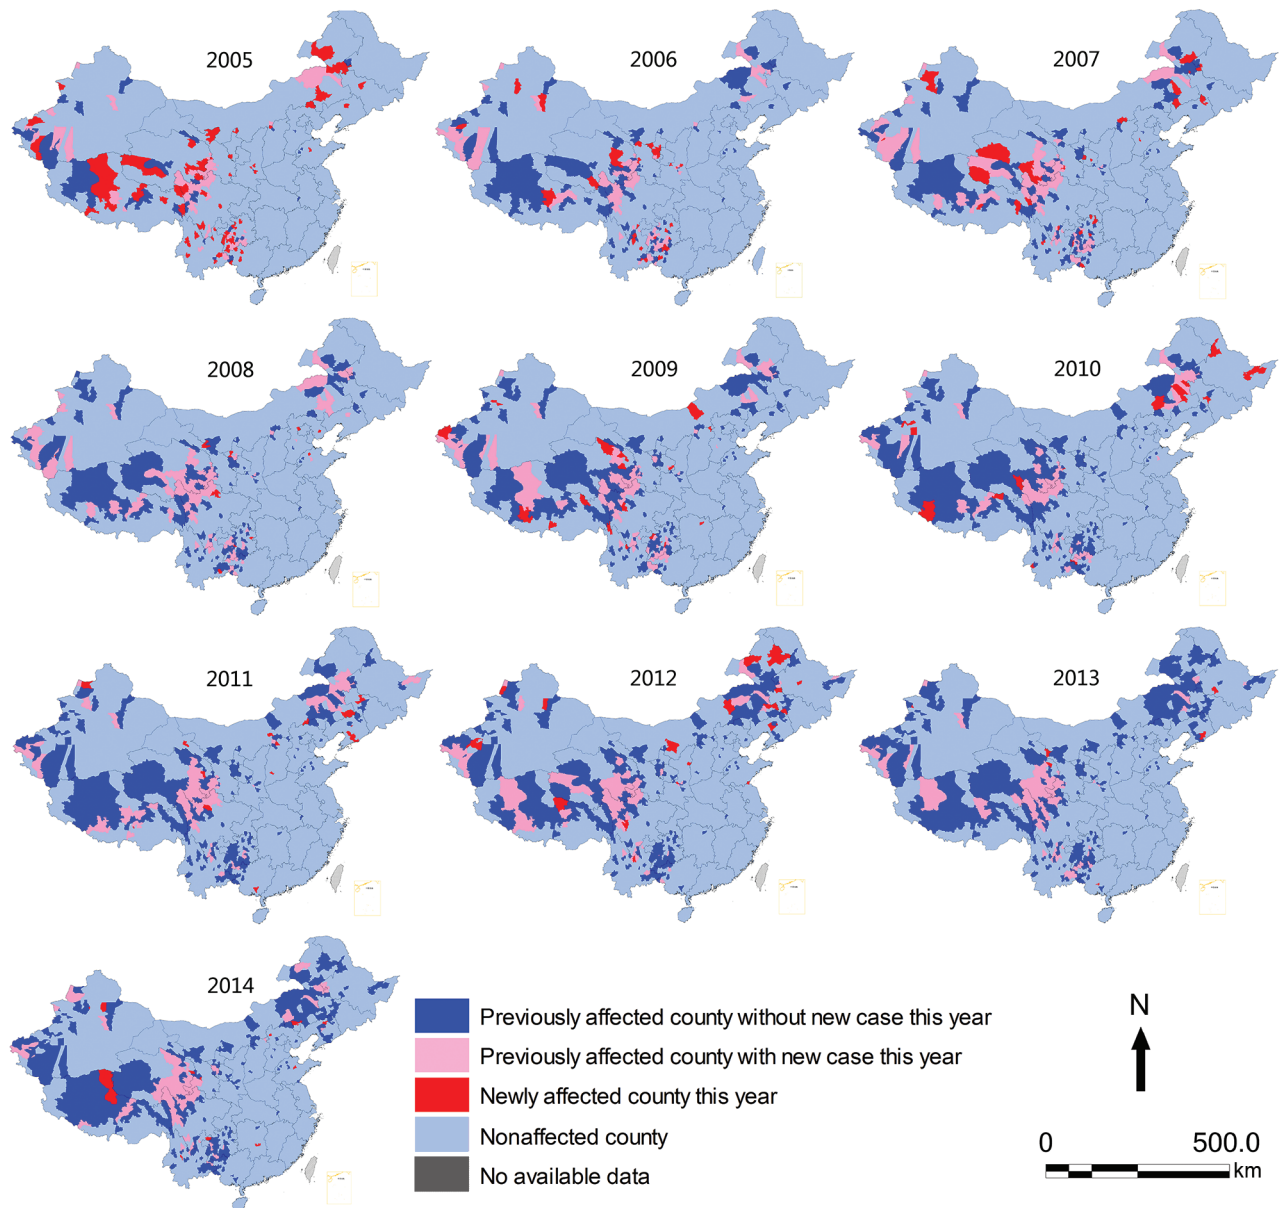 2005
2006
2007
2008
2009
2010
2011
2012
2013
2014
Previously affected county without new case this year
Previously affected county with new case this year
Newly affected county this year
Nonaffected county
No available data
N
0 500.0
km